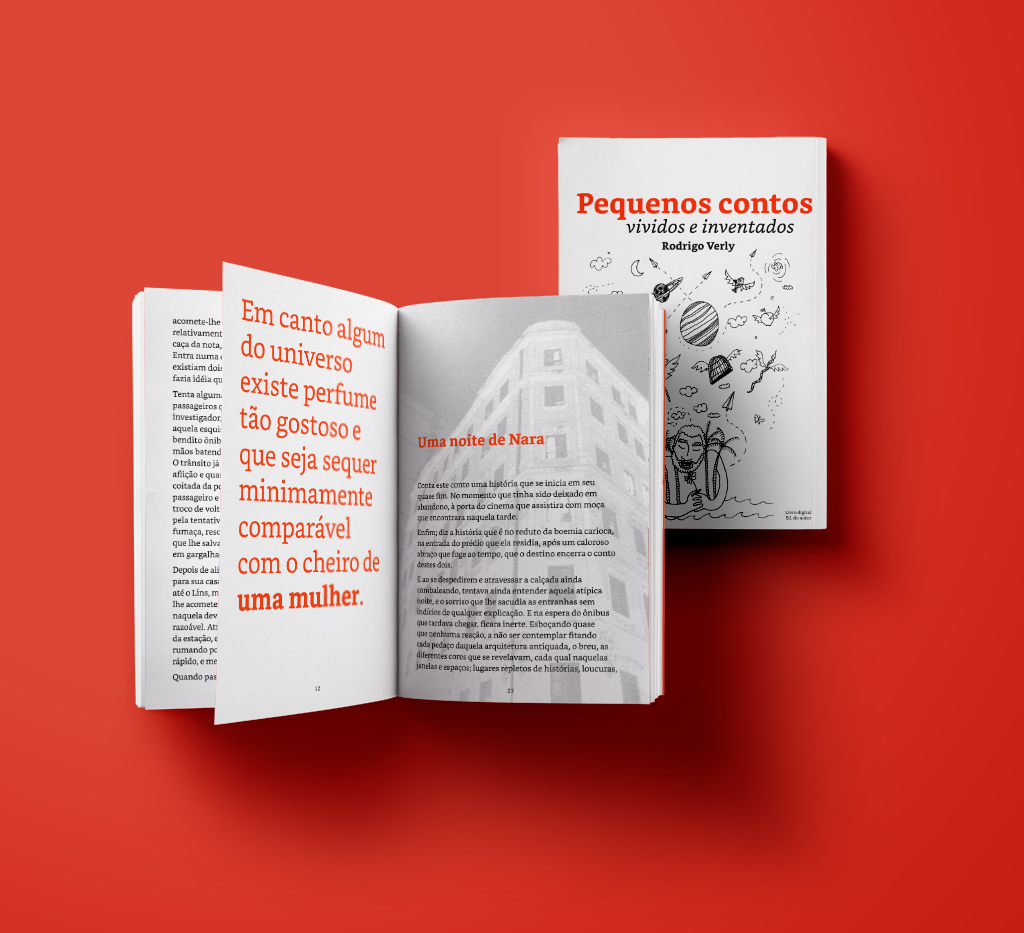 Pequenos contos
vividos e inventados
Rodrigo Verly
Livro digital
Ed. do autor
acomete-lhe
relativament
caça da nota,
Entra numa
existiam dois
fazia idéia qu
Tenta alguma
passageiros
investigador,
aquela esqui
bendito ônib
mãos batend
O trânsito já
aflição e qua
coitada da po
passageiro e
troco de volt
pela tentativ
fumaça, reso
que lhe salva
em gargalha
Depois de ali
para sua casa
até o Lins, m
lhe acomete
naquela dev
razoável. Atr
da estação, e
rumando po
rápido, e me
Quando pas
Em canto algum
do universo
existe perfume
tão gostoso e
que seja sequer
minimamente
comparável
com o cheiro de
uma mulher.
12
Uma noite de Nara
Conta este conto uma história que se inicia em seu
quase fim. No momento que tinha sido deixado em
abandono, à porta do cinema que assistira com moça
que encontrara naquela tarde.
Enfim, diz a história que é no reduto da boemia carioca,
na entrada do prédio que ela residia, após um caloroso
abraço que foge ao tempo, que o destino encerra o conto
destes dois.
E ao se despedirem e atravessar a calçada ainda
cambaleando, tentava ainda entender aquela atípica
noite, e o sorriso que lhe sacudia as entranhas sem
indícios de qualquer explicação. E na espera do ônibus
que tardava chegar, ficara inerte. Esboçando quase
que nenhuma reação, a não ser contemplar fitando
cada pedaço daquela arquitetura antiquada, o breu, as
diferentes cores que se revelavam, cada qual naquelas
janelas e espaços; lugares repletos de histórias, loucuras,
23